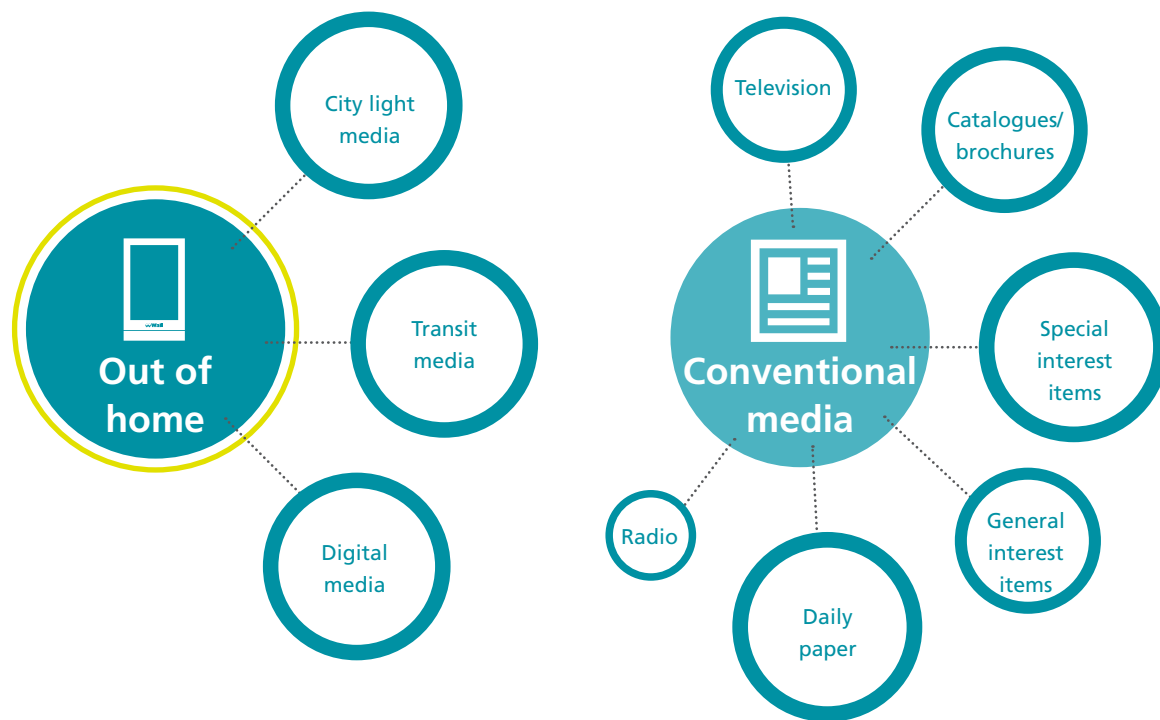 City light
media
Out of
home
Transit
media
Digital
media
Television
Catalogues/
brochures
Conventional
media
Special
interest
items
General
interest
items
Radio
Daily
paper